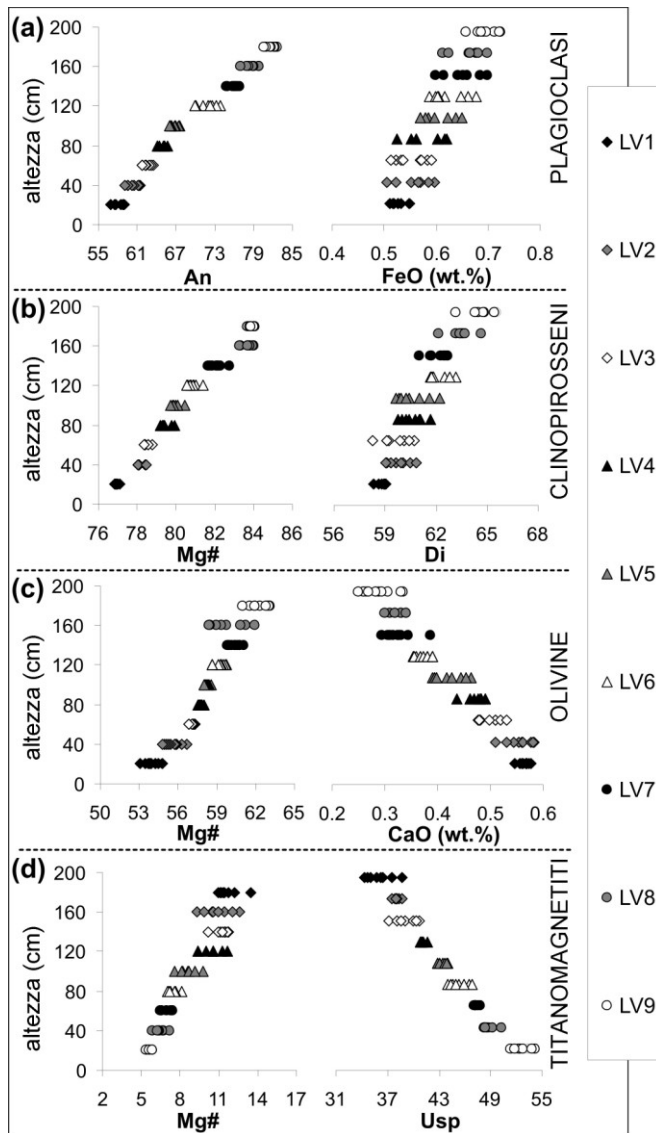 (a)
200
160
120
80
40
0
altezza (cm)
55 61 67 73 79 85
An
0.4 0.5 0.6 0.7 0.8
FeO (wt.%)
PLAGIOCLASI
(b)
200
160
120
80
40
0
altezza (cm)
76 78 80 82 84 86
Mg#
56 59 62 65 68
Di
CLINOPIROSSENI
(c)
200
160
120
80
40
0
altezza (cm)
50 53 56 59 62 65
Mg#
0.2 0.3 0.4 0.5 0.6
CaO (wt.%)
OLIVINE
(d)
200
160
120
80
40
0
altezza (cm)
2 5 8 11 14 17
Mg#
31 37 43 49 55
Usp
TITANOMAGNETITI
LV1
LV2
LV3
LV4
LV5
LV6
LV7
LV8
LV9